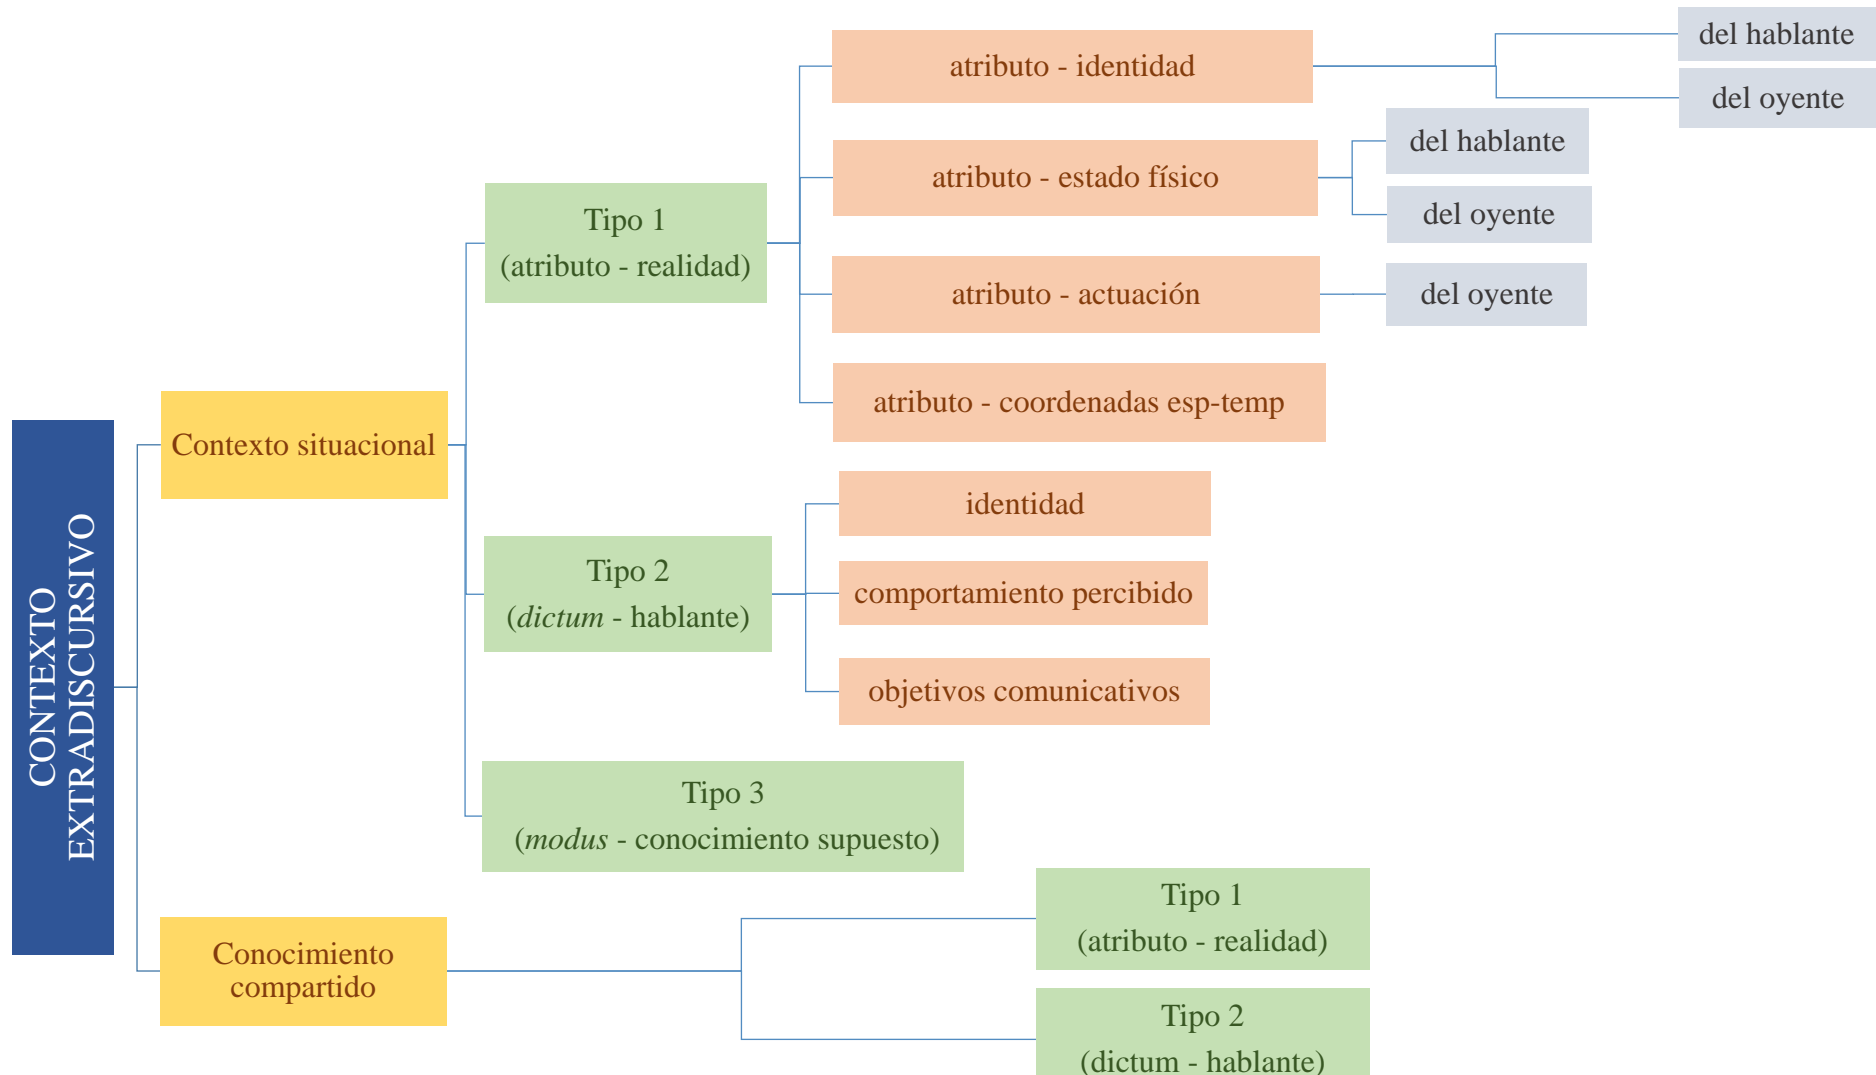 CONTEXTO
EXTRADISCURSIVO
Contexto situacional
Tipo 1
(atributo - realidad)
atributo - identidad
del hablante
del oyente
atributo - estado físico
del hablante
del oyente
atributo - actuación
del oyente
atributo - coordenadas esp-temp
Tipo 2
(dictum - hablante)
identidad
comportamiento percibido
objetivos comunicativos
Tipo 3
(modus - conocimiento supuesto)
Conocimiento
compartido
Tipo 1
(atributo - realidad)
Tipo 2
(dictum - hablante)